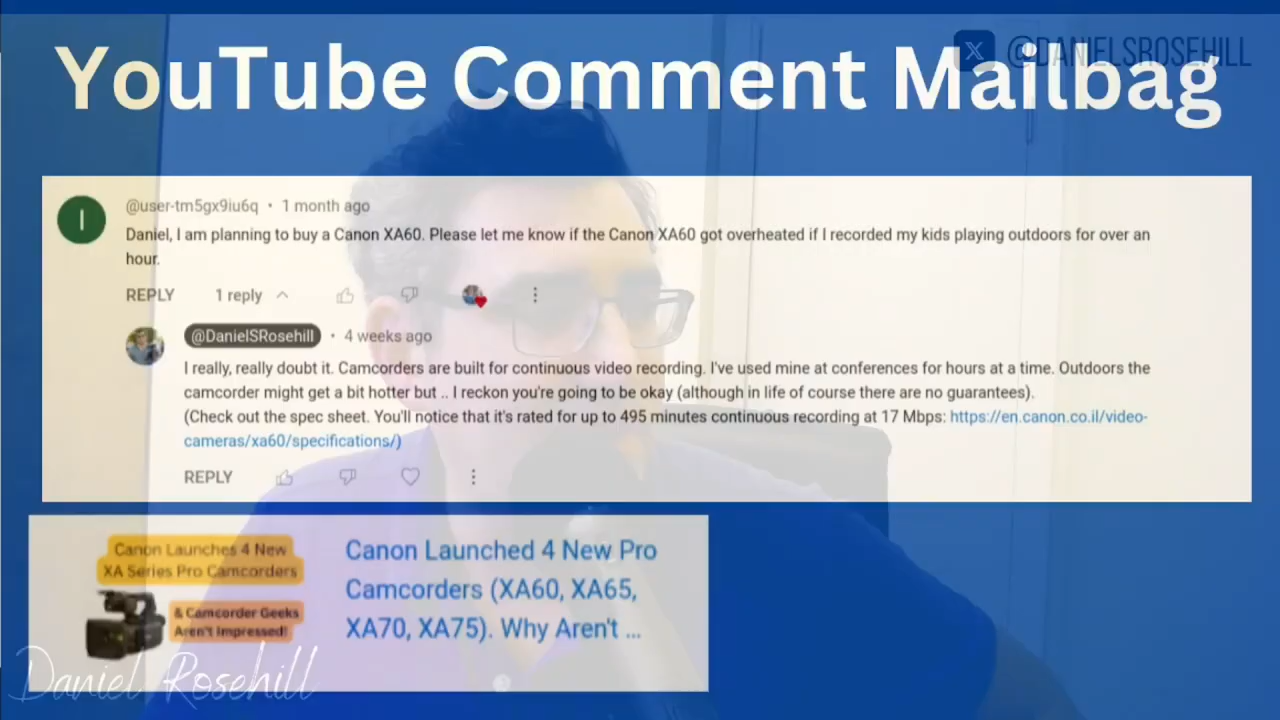 @DANIELSROSEHILL
YouTube Comment Mailbag
I
@user-tm5gx9iu6q • 1 month ago
Daniel, I am planning to buy a Canon XA60. Please let me know if the Canon XA60 got overheated if I recorded my kids playing outdoors for over an
hour.
REPLY 1 reply
@DanielSRosehill • 4 weeks ago
I really, really doubt it. Camcorders are built for continuous video recording. I've used mine at conferences for hours at a time. Outdoors the
camcorder might get a bit hotter but .. I reckon you're going to be okay (although in life of course there are no guarantees).
(Check out the spec sheet. You'll notice that it's rated for up to 495 minutes continuous recording at 17 Mbps: https://en.canon.co.il/video-
cameras/xa60/specifications/)
REPLY
Canon Launches 4 New
XA Series Pro Camcorders
& Camcorder Geeks
Aren't Impressed!
Canon Launched 4 New Pro
Camcorders (XA60, XA65,
XA70, XA75). Why Aren't ...
Daniel Rosehill